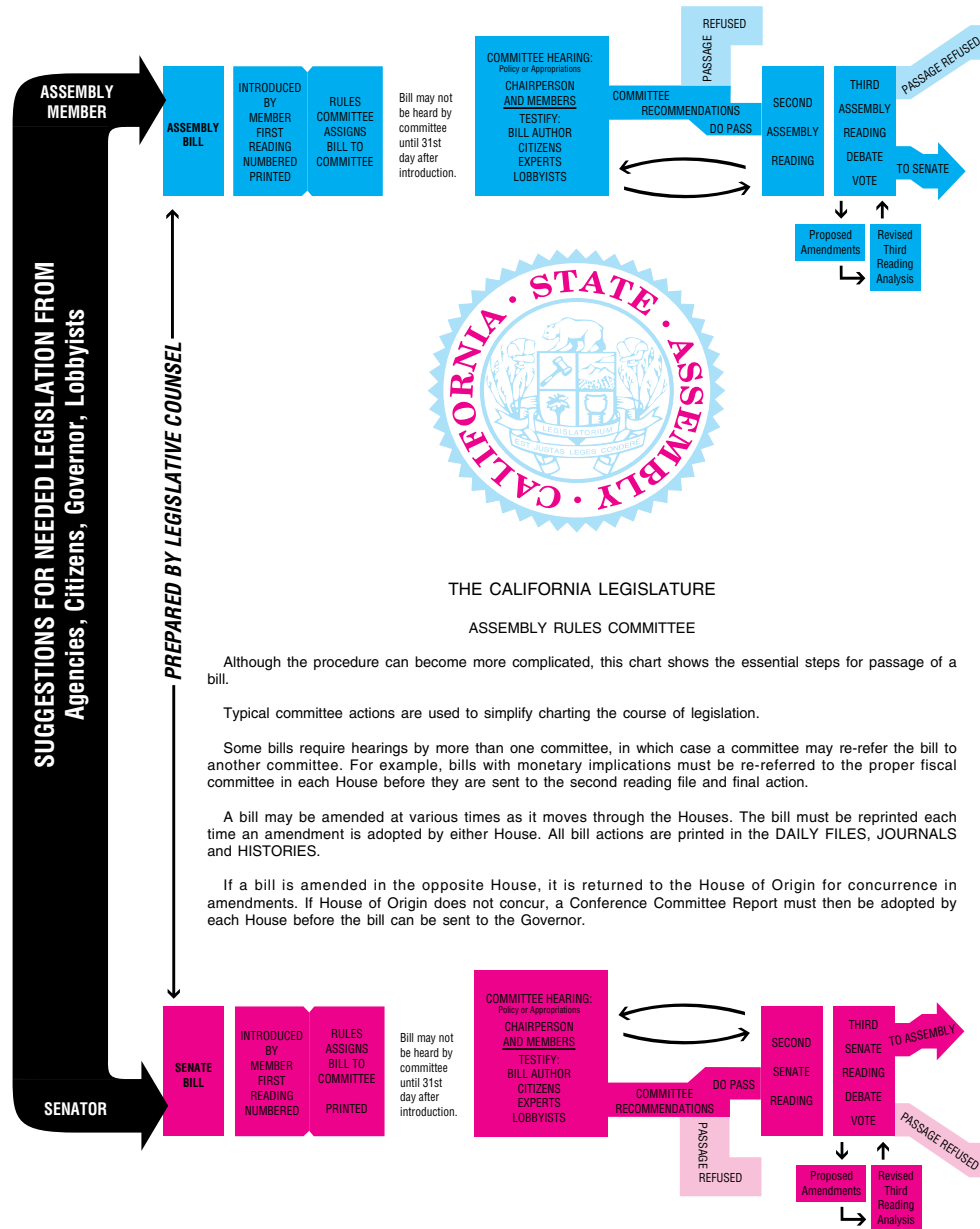 SUGGESTIONS FOR NEEDED LEGISLATION FROM
Agencies, Citizens, Governor, Lobbyists
ASSEMBLY
MEMBER
ASSEMBLY
BILL
INTRODUCED
BY
MEMBER
FIRST
READING
NUMBERED
PRINTED
RULES
COMMITTEE
ASSIGNS
BILL TO
COMMITTEE
Bill may not
be heard by
committee
until 31st
day after
introduction.
COMMITTEE HEARING:
Policy or Appropriations
CHAIRPERSON
AND MEMBERS
TESTIFY:
BILL AUTHOR
CITIZENS
EXPERTS
LOBBYISTS
COMMITTEE
RECOMMENDATIONS
PASSAGE
REFUSED
DO PASS
SECOND
ASSEMBLY
READING
THIRD
ASSEMBLY
READING
DEBATE
VOTE
PASSAGE REFUSED
TO SENATE
Proposed
Amendments
Revised
Third
Reading
Analysis
PREPARED BY LEGISLATIVE COUNSEL
CALIFORNIA · STATE · ASSEMBLY ·
LEGISLATORIUM
EST JUSTAS LEGES CONDERE
THE CALIFORNIA LEGISLATURE
ASSEMBLY RULES COMMITTEE
Although the procedure can become more complicated, this chart shows the essential steps for passage of a
bill.
Typical committee actions are used to simplify charting the course of legislation.
Some bills require hearings by more than one committee, in which case a committee may re-refer the bill to
another committee. For example, bills with monetary implications must be re-referred to the proper fiscal
committee in each House before they are sent to the second reading file and final action.
A bill may be amended at various times as it moves through the Houses. The bill must be reprinted each
time an amendment is adopted by either House. All bill actions are printed in the DAILY FILES, JOURNALS
and HISTORIES.
If a bill is amended in the opposite House, it is returned to the House of Origin for concurrence in
amendments. If House of Origin does not concur, a Conference Committee Report must then be adopted by
each House before the bill can be sent to the Governor.
SENATOR
SENATE
BILL
INTRODUCED
BY
MEMBER
FIRST
READING
NUMBERED
RULES
ASSIGNS
BILL TO
COMMITTEE
PRINTED
Bill may not
be heard by
committee
until 31st
day after
introduction.
COMMITTEE HEARING:
Policy or Appropriations
CHAIRPERSON
AND MEMBERS
TESTIFY:
BILL AUTHOR
CITIZENS
EXPERTS
LOBBYISTS
COMMITTEE
RECOMMENDATIONS
DO PASS
PASSAGE
REFUSED
SECOND
SENATE
READING
THIRD
SENATE
READING
DEBATE
VOTE
TO ASSEMBLY
PASSAGE REFUSED
Proposed
Amendments
Revised
Third
Reading
Analysis